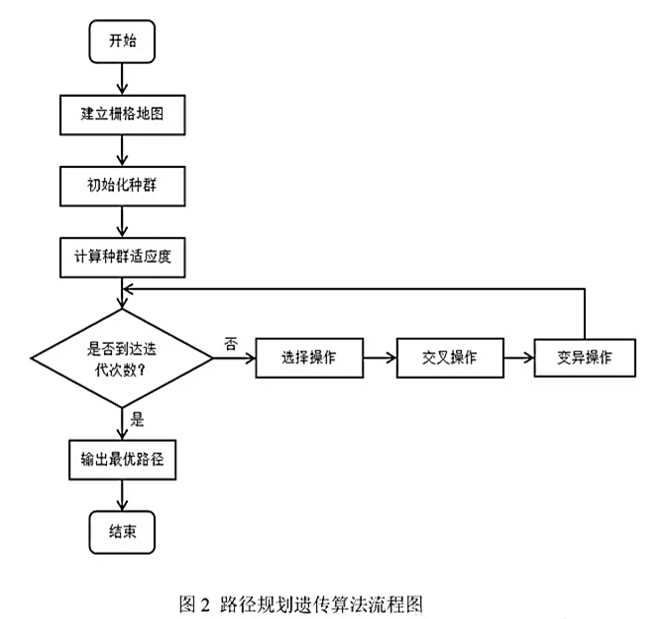 开始
建立栅格地图
初始化种群
计算种群适应度
是否到达迭
代次数?
否
选择操作
交叉操作
变异操作
是
输出最优路径
结束
图 2 路径规划遗传算法流程图